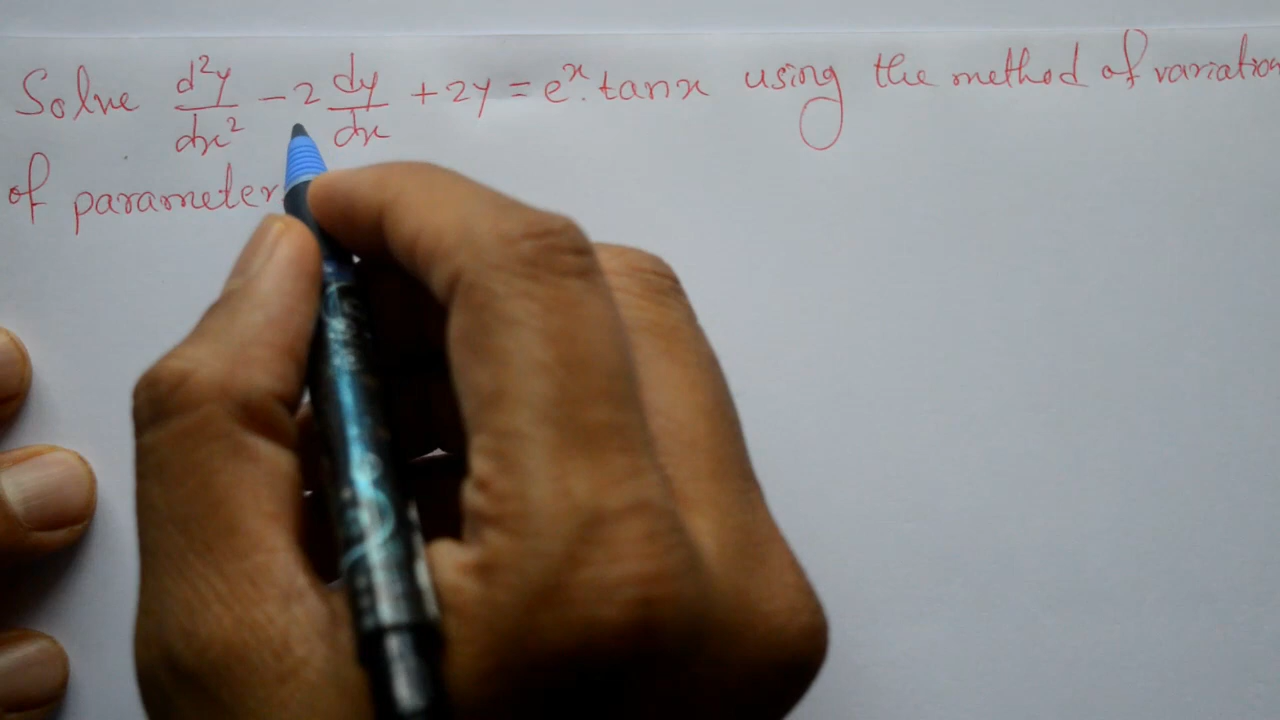 Solve d²y/dx² - 2 dy/dx + 2y = eˣ. tanx using the method of variation
of parameter